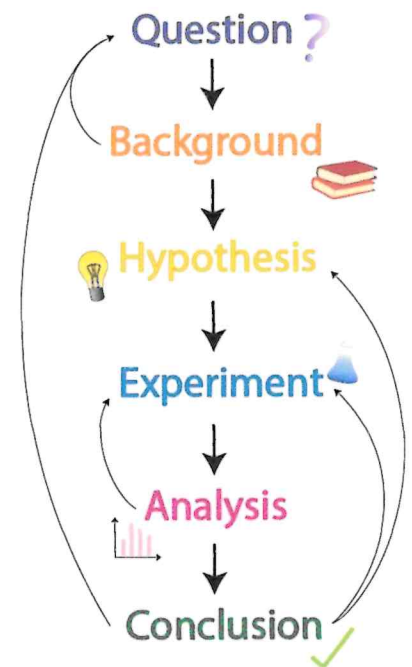 Question ?
Background
Hypothesis
Experiment
Analysis
Conclusion